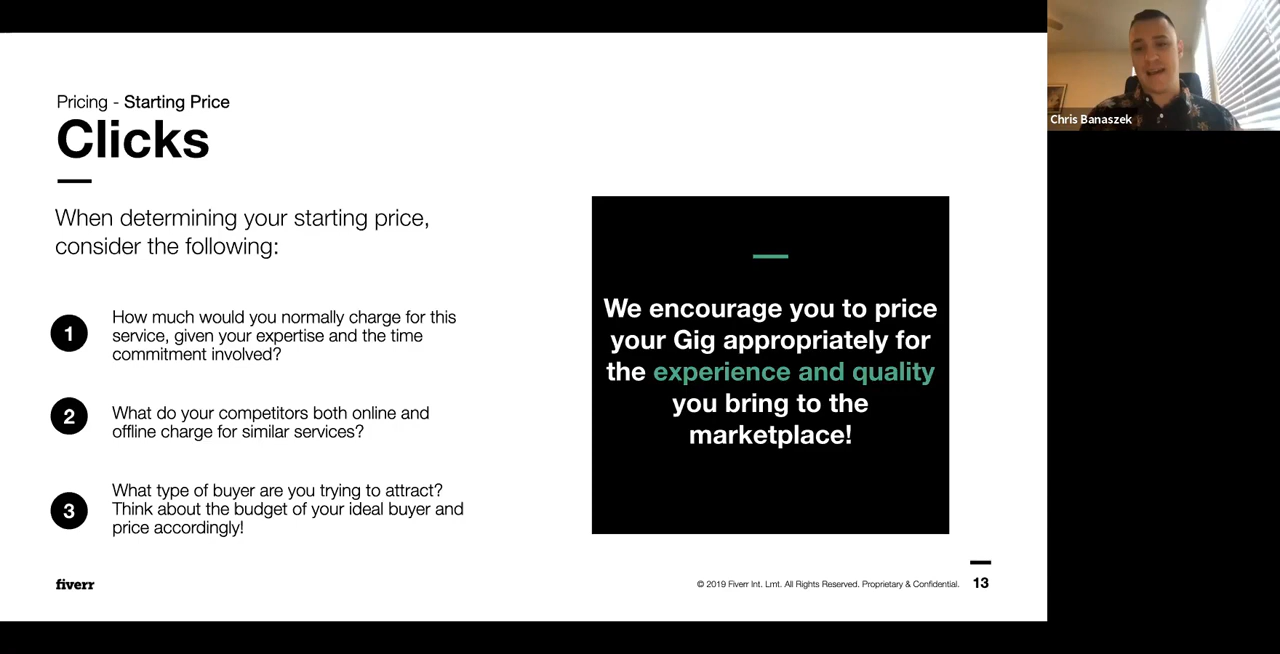 Pricing - Starting Price
Clicks
When determining your starting price,
consider the following:
1
How much would you normally charge for this
service, given your expertise and the time
commitment involved?
2
What do your competitors both online and
offline charge for similar services?
3
What type of buyer are you trying to attract?
Think about the budget of your ideal buyer and
price accordingly!
We encourage you to price
your Gig appropriately for
the experience and quality
you bring to the
marketplace!
fiverr
© 2019 Fiverr Int. Lmt. All Rights Reserved. Proprietary & Confidential.
13
Chris Banaszek